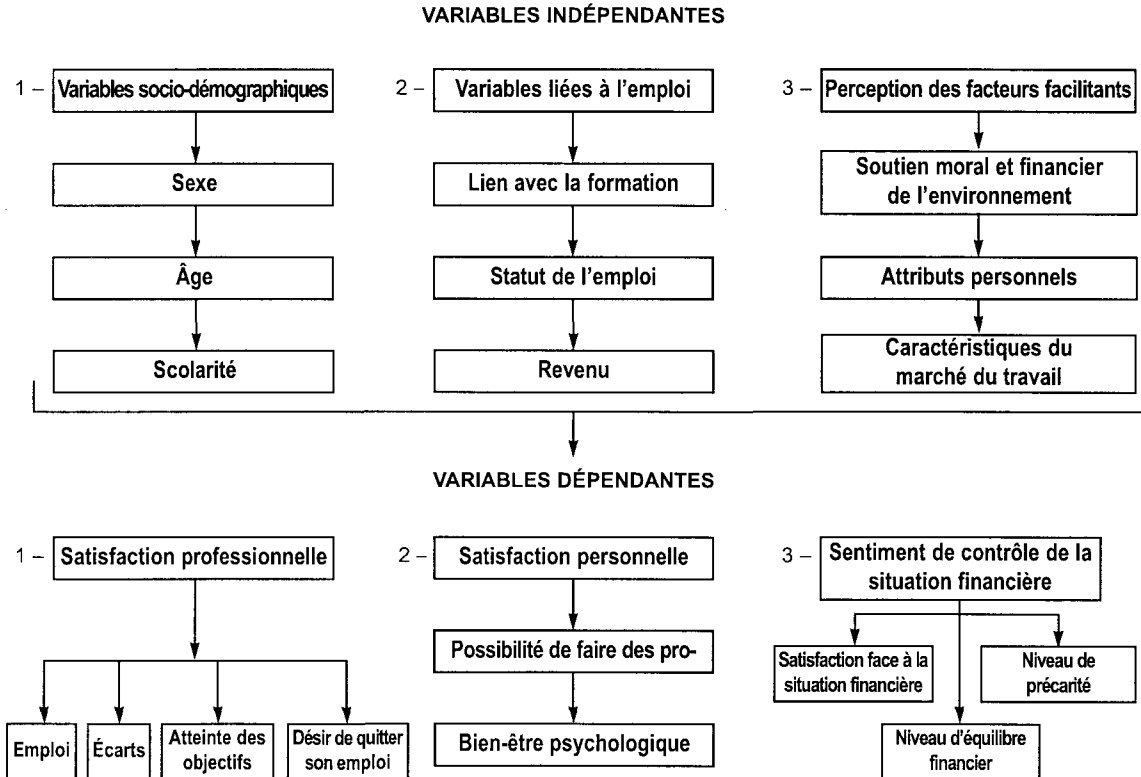 VARIABLES INDÉPENDANTES
1 – Variables socio-démographiques
Sexe
Âge
Scolarité
2 – Variables liées à l'emploi
Lien avec la formation
Statut de l'emploi
Revenu
3 – Perception des facteurs facilitants
Soutien moral et financier
de l'environnement
Attributs personnels
Caractéristiques du
marché du travail
VARIABLES DÉPENDANTES
1 – Satisfaction professionnelle
Emploi
Écarts
Atteinte des
objectifs
Désir de quitter
son emploi
2 – Satisfaction personnelle
Possibilité de faire des pro-
Bien-être psychologique
3 – Sentiment de contrôle de la
situation financière
Satisfaction face à la
situation financière
Niveau de
précarité
Niveau d'équilibre
financier